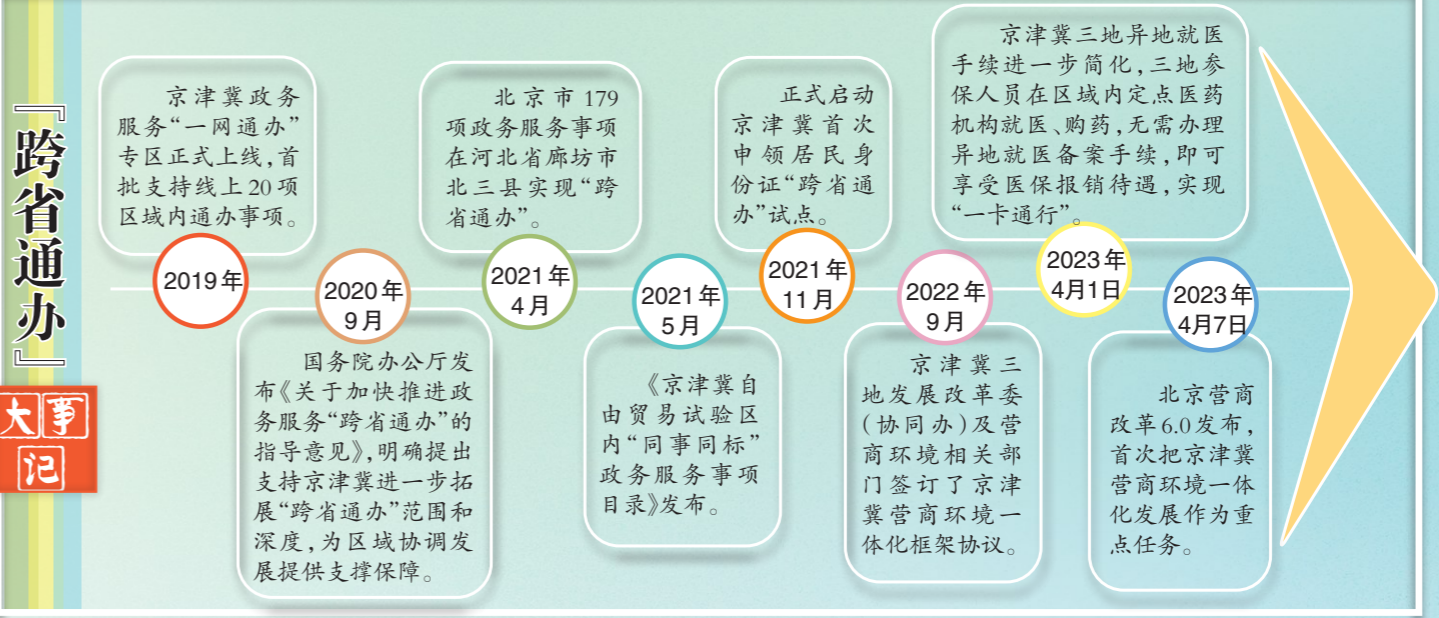 『跨省通办』
大事
记
京津冀政务
服务“一网通办”
专区正式上线,首
批支持线上20项
区域内通办事项。
2019年
2020年
9月
国务院办公厅发
布《关于加快推进政
务服务“跨省通办”的
指导意见》,明确提出
支持京津冀进一步拓
展“跨省通办”范围和
深度,为区域协调发
展提供支撑保障。
北京市179
项政务服务事项
在河北省廊坊市
北三县实现“跨
省通办”。
2021年
4月
2021年
5月
《京津冀自
由贸易试验区
内“同事同标”
政务服务事项
目录》发布。
正式启动
京津冀首次
申领居民身
份证“跨省通
办”试点。
2021年
11月
2022年
9月
京津冀三
地发展改革委
(协同办)及营
商环境相关部
门签订了京津
冀营商环境一
体化框架协议。
京津冀三地异地就医
手续进一步简化,三地参
保人员在区域内定点医药
机构就医、购药,无需办理
异地就医备案手续,即可
享受医保报销待遇,实现
“一卡通行”。
2023年
4月1日
2023年
4月7日
北京营商
改革6.0发布,
首次把京津冀
营商环境一体
化发展作为重
点任务。